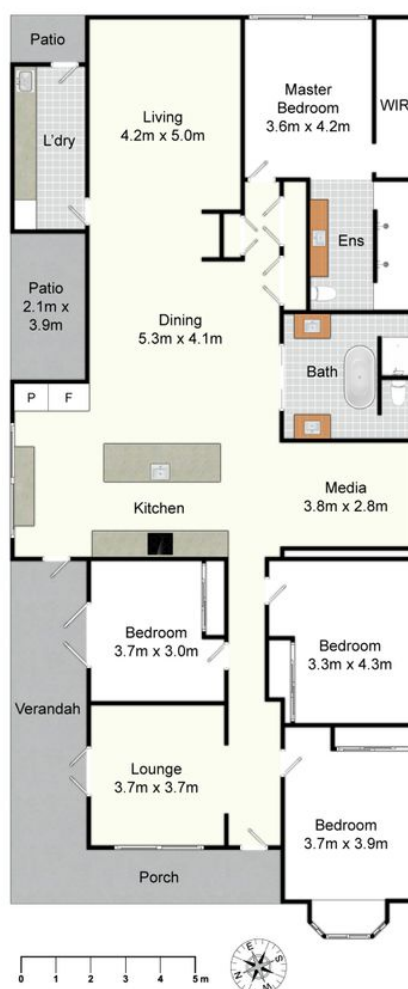 Patio
L'dry
Living
4.2m x 5.0m
Master
Bedroom
3.6m x 4.2m
WIR
Ens
Patio
2.1m x
3.9m
Dining
5.3m x 4.1m
Bath
P
F
Kitchen
Media
3.8m x 2.8m
Bedroom
3.7m x 3.0m
Bedroom
3.3m x 4.3m
Verandah
Lounge
3.7m x 3.7m
Bedroom
3.7m x 3.9m
Porch
0 1 2 3 4 5 m
E
S
N
W